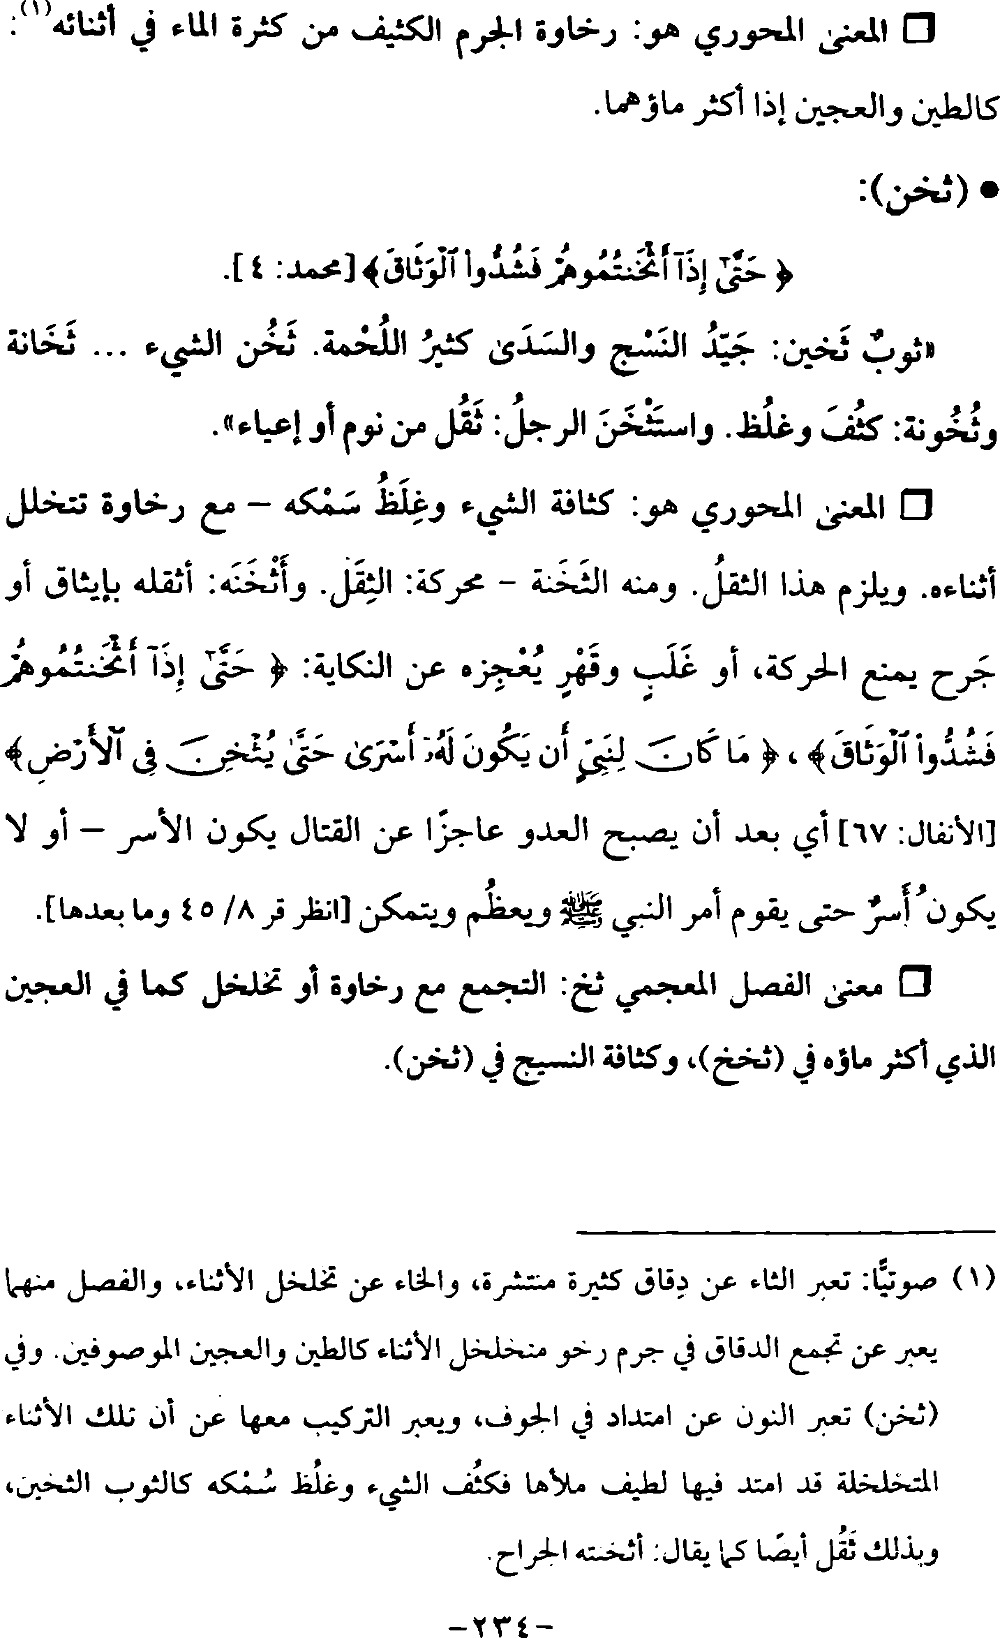 ❒ المعنى المحوري هو: رخاوة الجرم الكثيف من كثرة الماء في أثنائه(١):
كالطين والعجين إذا أكثر ماؤهما.
• (ثخن):
﴿ حَتَّىٰٓ إِذَآ أَثْخَنتُمُوهُمْ فَشُدُّوا۟ ٱلْوَثَاقَ﴾ [محمد: ٤].
«ثوبٌ ثَخين: جَيّدُ النَسْج والسَدَى كثيرُ اللُحْمة. ثَخُن الشيء ... ثَخَانة
وثُخُونة: كثُفَ وغلُظ. واستَثْخَنَ الرجلُ: ثَقُل من نوم أو إعياء».
❒ المعنى المحوري هو: كثافة الشيء وغِلَظُ سَمْكه – مع رخاوة تتخلل
أثناءه. ويلزم هذا الثقلُ. ومنه الثَخَنة – محركة: الثِقَل. وأَثْخَنَه: أثقله بإيثاق أو
جَرح يمنع الحركة، أو غَلَبٍ وقَهْرٍ يُعْجِزه عن النكاية: ﴿ حَتَّىٰٓ إِذَآ أَثْخَنتُمُوهُمْ
فَشُدُّوا۟ ٱلْوَثَاقَ﴾، ﴿ مَا كَانَ لِنَبِيٍّ أَن يَكُونَ لَهُۥٓ أَسْرَىٰ حَتَّىٰ يُثْخِنَ فِي ٱلْأَرْضِ﴾
[الأنفال: ٦٧] أي بعد أن يصبح العدو عاجزًا عن القتال يكون الأسر – أو لا
يكون أَسرٌ حتى يقوم أمر النبي ﷺ ويعظُم ويتمكن [انظر قر ٨/ ٤٥ وما بعدها].
❒ معنى الفصل المعجمي ثخ: التجمع مع رخاوة أو تخلخل كما في العجين
الذي أكثر ماؤه في (ثخخ)، وكثافة النسيج في (ثخن).
(١) صوتيًّا: تعبر الثاء عن دِقاق كثيرة منتشرة، والخاء عن تخلخل الأثناء، والفصل منهما
يعبر عن تجمع الدقاق في جرم رخو متخلخل الأثناء كالطين والعجين الموصوفين. وفي
(ثخن) تعبر النون عن امتداد في الجوف، ويعبر التركيب معها عن أن تلك الأثناء
المتخلخلة قد امتد فيها لطيف ملأها فكثُف الشيء وغلُظ سُمْكه كالثوب الثخين،
وبذلك ثَقُل أيضًا كما يقال: أثخنته الجراح.
–٢٣٤–